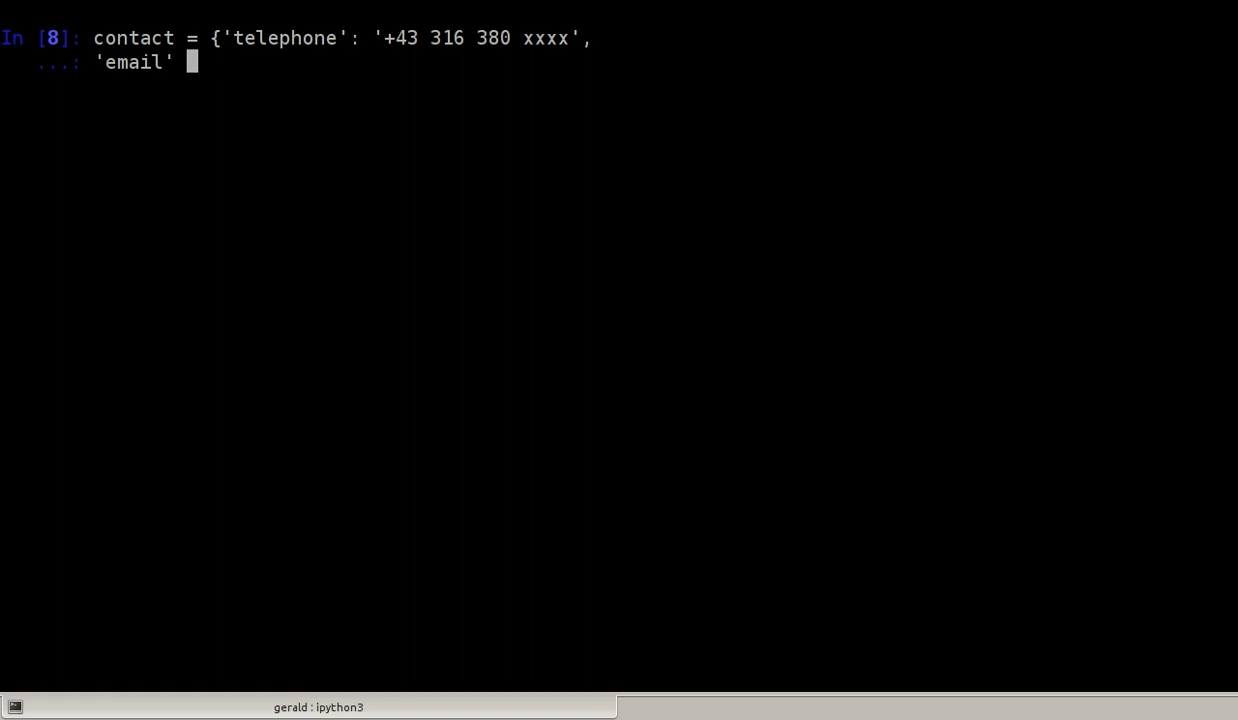 In [8]: contact = {'telephone': '+43 316 380 xxxx',
...: 'email'
gerald : ipython3